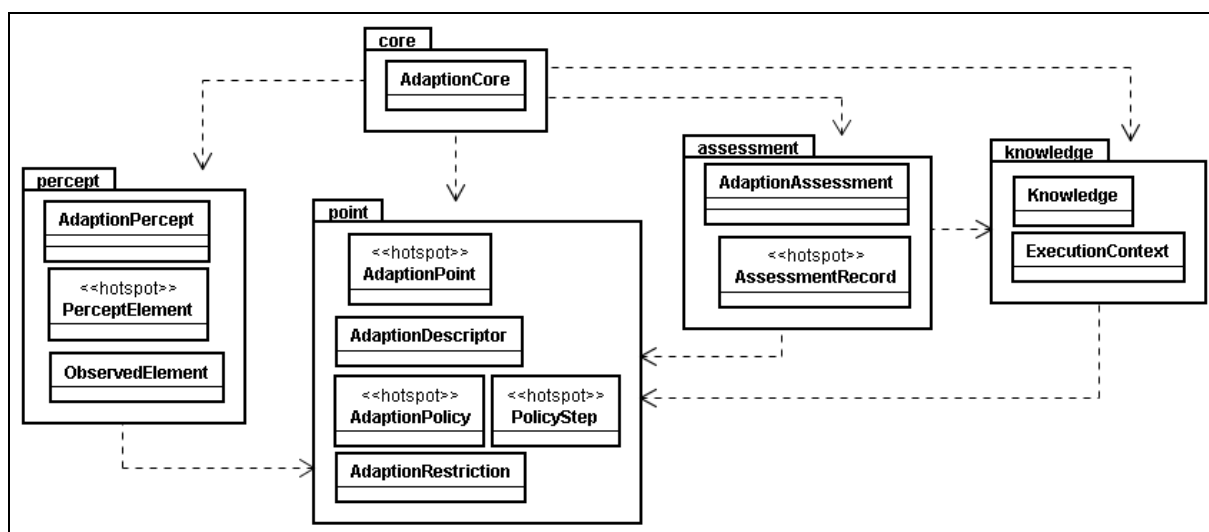 core
AdaptionCore
percept
AdaptionPercept
<<hotspot>>
PerceptElement
ObservedElement
point
<<hotspot>>
AdaptionPoint
AdaptionDescriptor
<<hotspot>>
AdaptionPolicy
<<hotspot>>
PolicyStep
AdaptionRestriction
assessment
AdaptionAssessment
<<hotspot>>
AssessmentRecord
knowledge
Knowledge
ExecutionContext